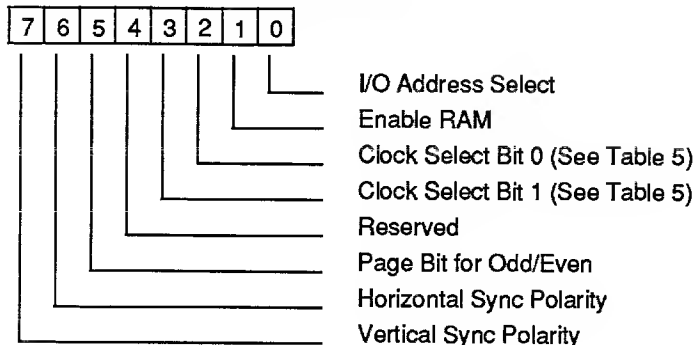 7 6 5 4 3 2 1 0
I/O Address Select
Enable RAM
Clock Select Bit 0 (See Table 5)
Clock Select Bit 1 (See Table 5)
Reserved
Page Bit for Odd/Even
Horizontal Sync Polarity
Vertical Sync Polarity